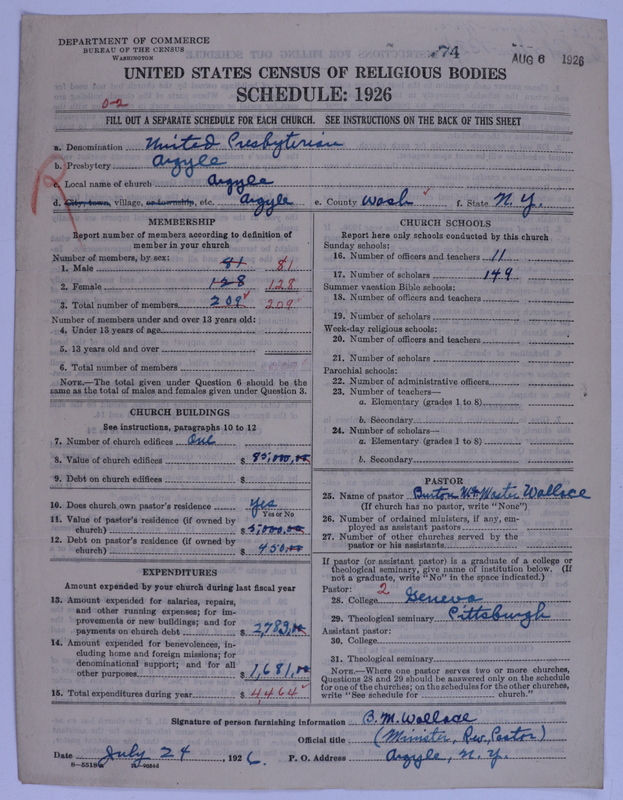 DEPARTMENT OF COMMERCE
BUREAU OF THE CENSUS
WASHINGTON
74
AUG 6 1926
UNITED STATES CENSUS OF RELIGIOUS BODIES
SCHEDULE: 1926
0-2
FILL OUT A SEPARATE SCHEDULE FOR EACH CHURCH. SEE INSTRUCTIONS ON THE BACK OF THIS SHEET
a. Denomination United Presbyterian
b. Presbytery Argyle
c. Local name of church Argyle
d. City, town, village, or township, etc. Argyle e. County Wash f. State N. Y.
MEMBERSHIP
Report number of members according to definition of member in your church
Number of members, by sex:
1. Male 81 81
2. Female 128 128
3. Total number of members 209 209
Number of members under and over 13 years old:
4. Under 13 years of age
5. 13 years old and over
6. Total number of members
NOTE.—The total given under Question 6 should be the same as the total of males and females given under Question 3.
CHURCH BUILDINGS
See instructions, paragraphs 10 to 12
7. Number of church edifices One
8. Value of church edifices $ 85,000.00
9. Debt on church edifices $
10. Does church own pastor's residence Yes
Yes or No
11. Value of pastor's residence (if owned by church) $ 5,000.00
12. Debt on pastor's residence (if owned by church) $ 450.00
EXPENDITURES
Amount expended by your church during last fiscal year
13. Amount expended for salaries, repairs, and other running expenses; for improvements or new buildings; and for payments on church debt $ 2,783.00
14. Amount expended for benevolences, including home and foreign missions; for denominational support; and for all other purposes $ 1,681.00
15. Total expenditures during year $ 4,464
CHURCH SCHOOLS
Report here only schools conducted by this church
Sunday schools:
16. Number of officers and teachers 11
17. Number of scholars 149
Summer vacation Bible schools:
18. Number of officers and teachers
19. Number of scholars
Week-day religious schools:
20. Number of officers and teachers
21. Number of scholars
Parochial schools:
22. Number of administrative officers
23. Number of teachers—
a. Elementary (grades 1 to 8)
b. Secondary
24. Number of scholars—
a. Elementary (grades 1 to 8)
b. Secondary
PASTOR
25. Name of pastor Burton McMaster Wallace
(If church has no pastor, write "None")
26. Number of ordained ministers, if any, employed as assistant pastors
27. Number of other churches served by the pastor or his assistants
If pastor (or assistant pastor) is a graduate of a college or theological seminary, give name of institution below. (If not a graduate, write "No" in the space indicated.)
Pastor: 2
28. College Geneva
29. Theological seminary Pittsburgh
Assistant pastor:
30. College
31. Theological seminary
NOTE.—Where one pastor serves two or more churches, Questions 28 and 29 should be answered only on the schedule for one of the churches; on the schedules for the other churches, write "See schedule for church."
Signature of person furnishing information B. M. Wallace
Official title (Minister, Rev, Pastor)
Date July 24, 1926. P. O. Address Argyle, N. Y.